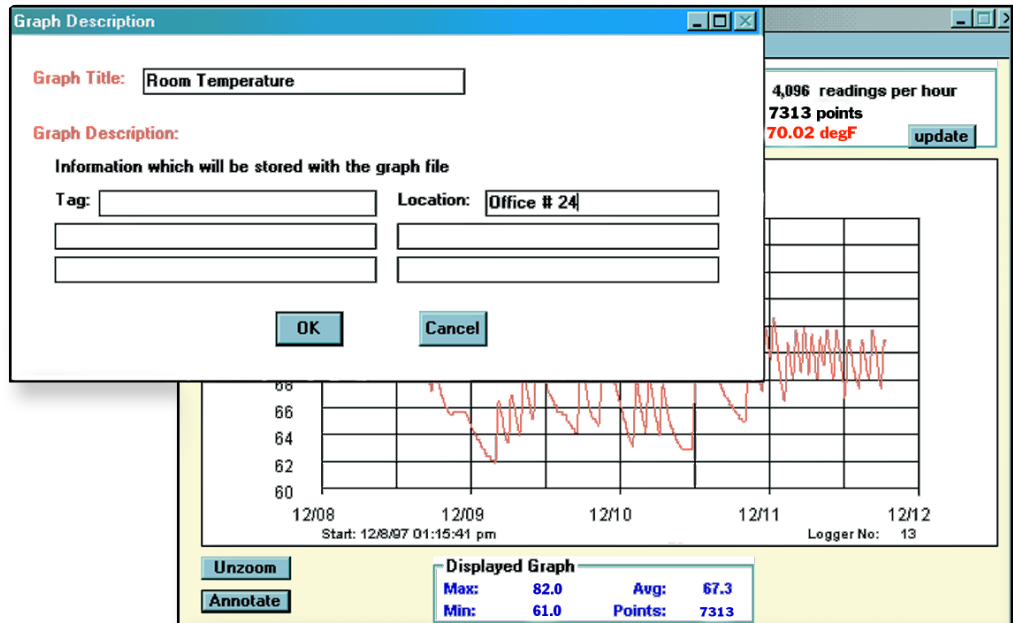 Graph Description
Graph Title: Room Temperature
Graph Description:
Information which will be stored with the graph file
Tag: Location: Office # 24
OK Cancel
4,096 readings per hour
7313 points
70.02 degF update
68
66
64
62
60
12/08 12/09 12/10 12/11 12/12
Start: 12/8/97 01:15:41 pm Logger No: 13
Unzoom
Annotate
Displayed Graph
Max: 82.0 Avg: 67.3
Min: 61.0 Points: 7313